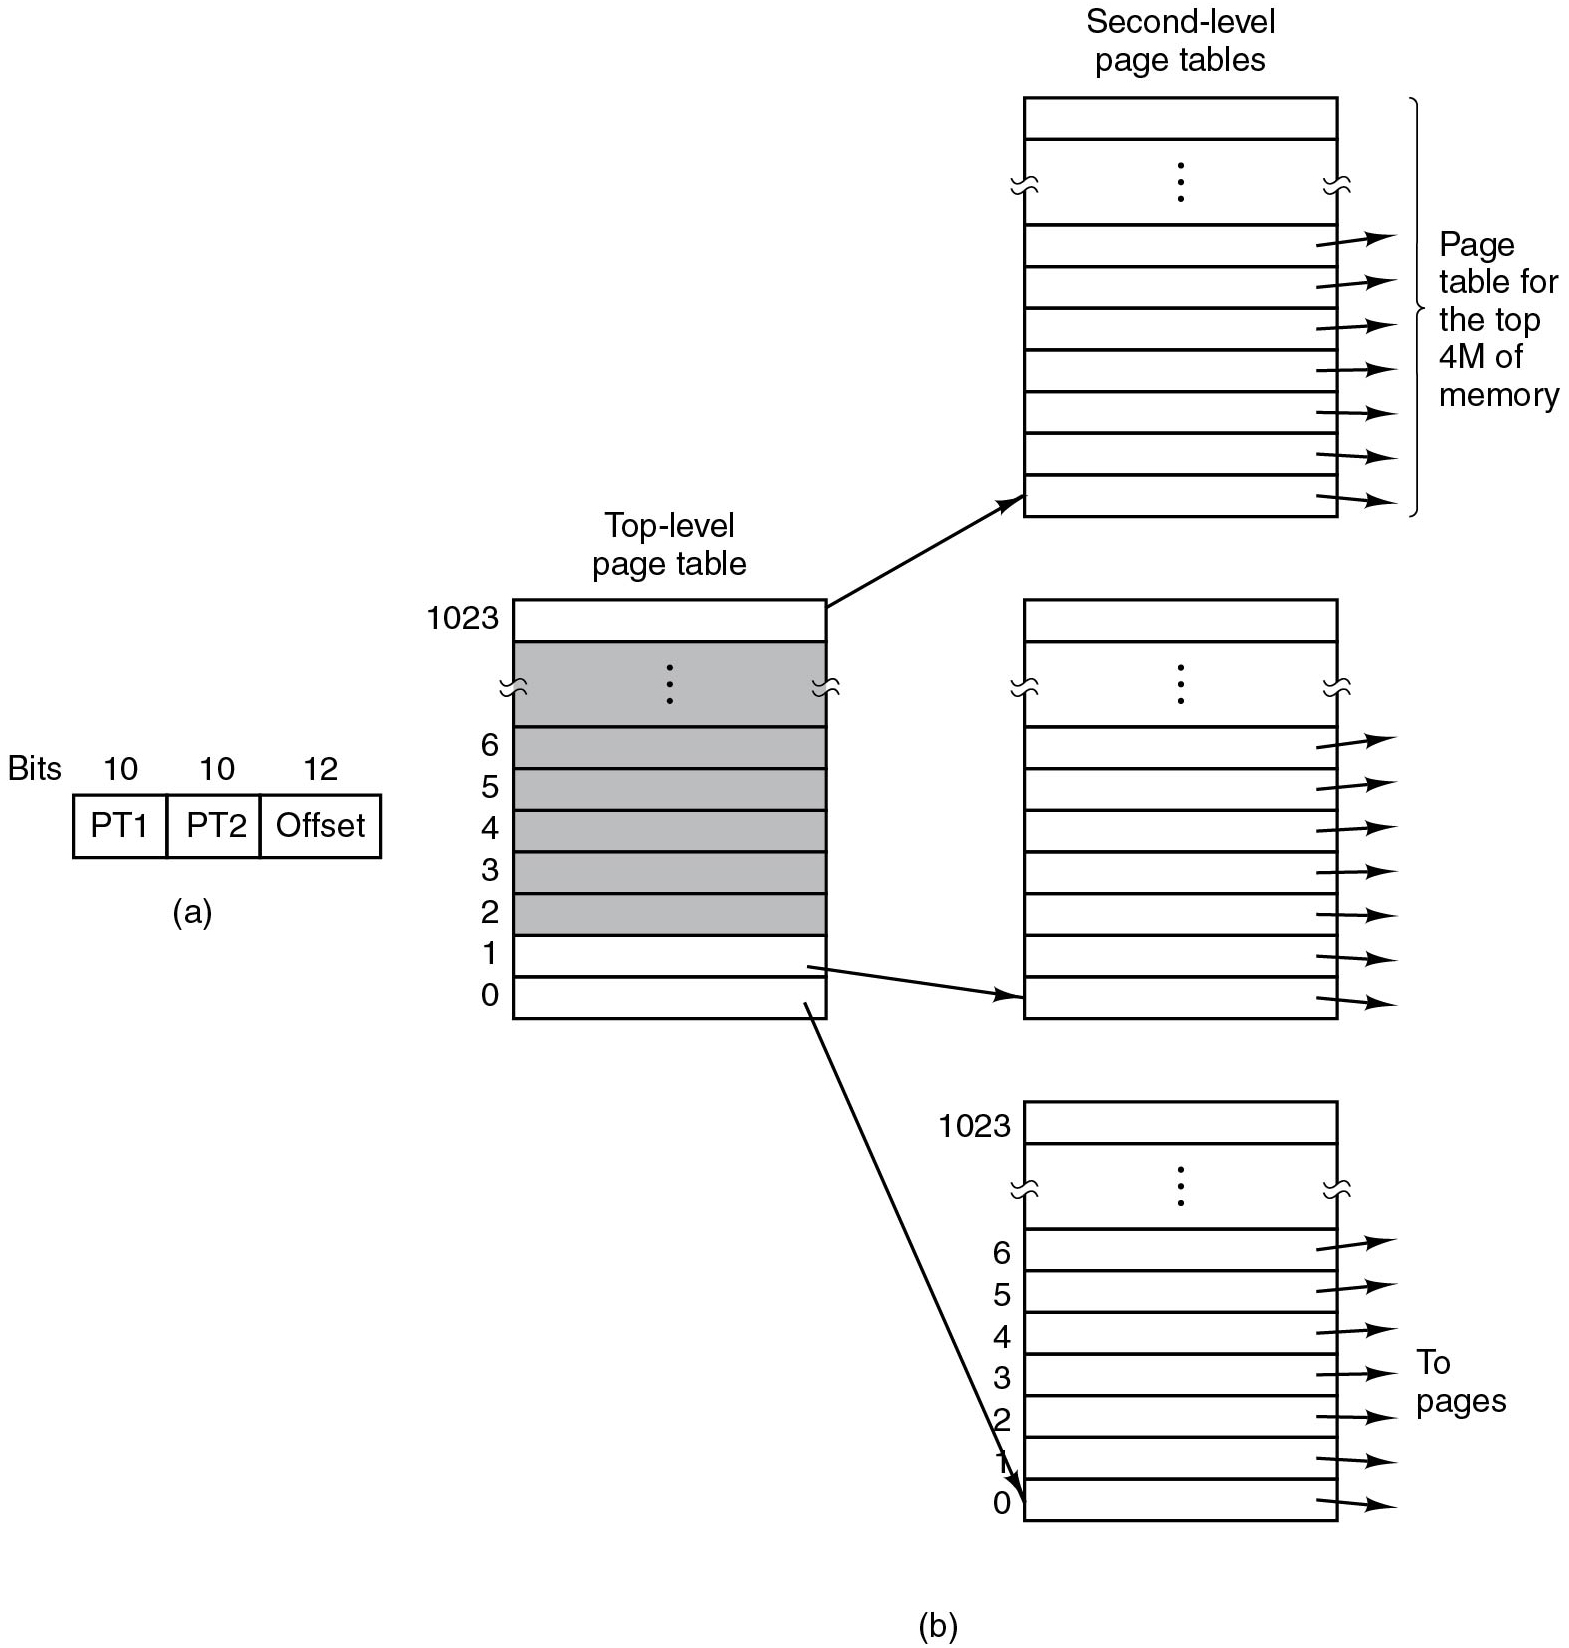 Second-level
page tables
Page
table for
the top
4M of
memory
Top-level
page table
1023
6
5
4
3
2
1
0
Bits 10 10 12
PT1 PT2 Offset
(a)
1023
6
5
4
3
2
1
0
To
pages
(b)